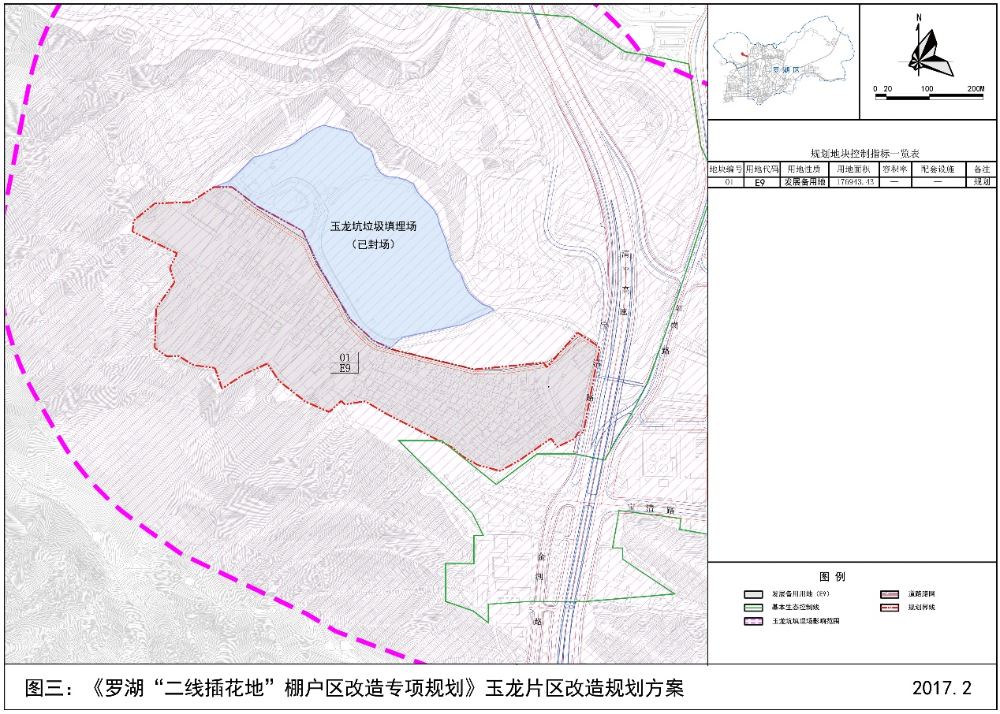 罗湖区
N
0 20 100 200M
规划地块控制指标一览表
地块编号 用地代码 用地性质 用地面积 容积率 配套设施 备注
01 E9 发展备用地 176943.43 — — 规划
玉龙坑垃圾填埋场
（已封场）
清平高速
宝清路
红岗路
01
E9
宝清路
金湖路
图例
发展备用用地（E9）
道路路网
基本生态控制线
规划界线
玉龙坑填埋场影响范围
图三：《罗湖“二线插花地”棚户区改造专项规划》玉龙片区改造规划方案
2017.2